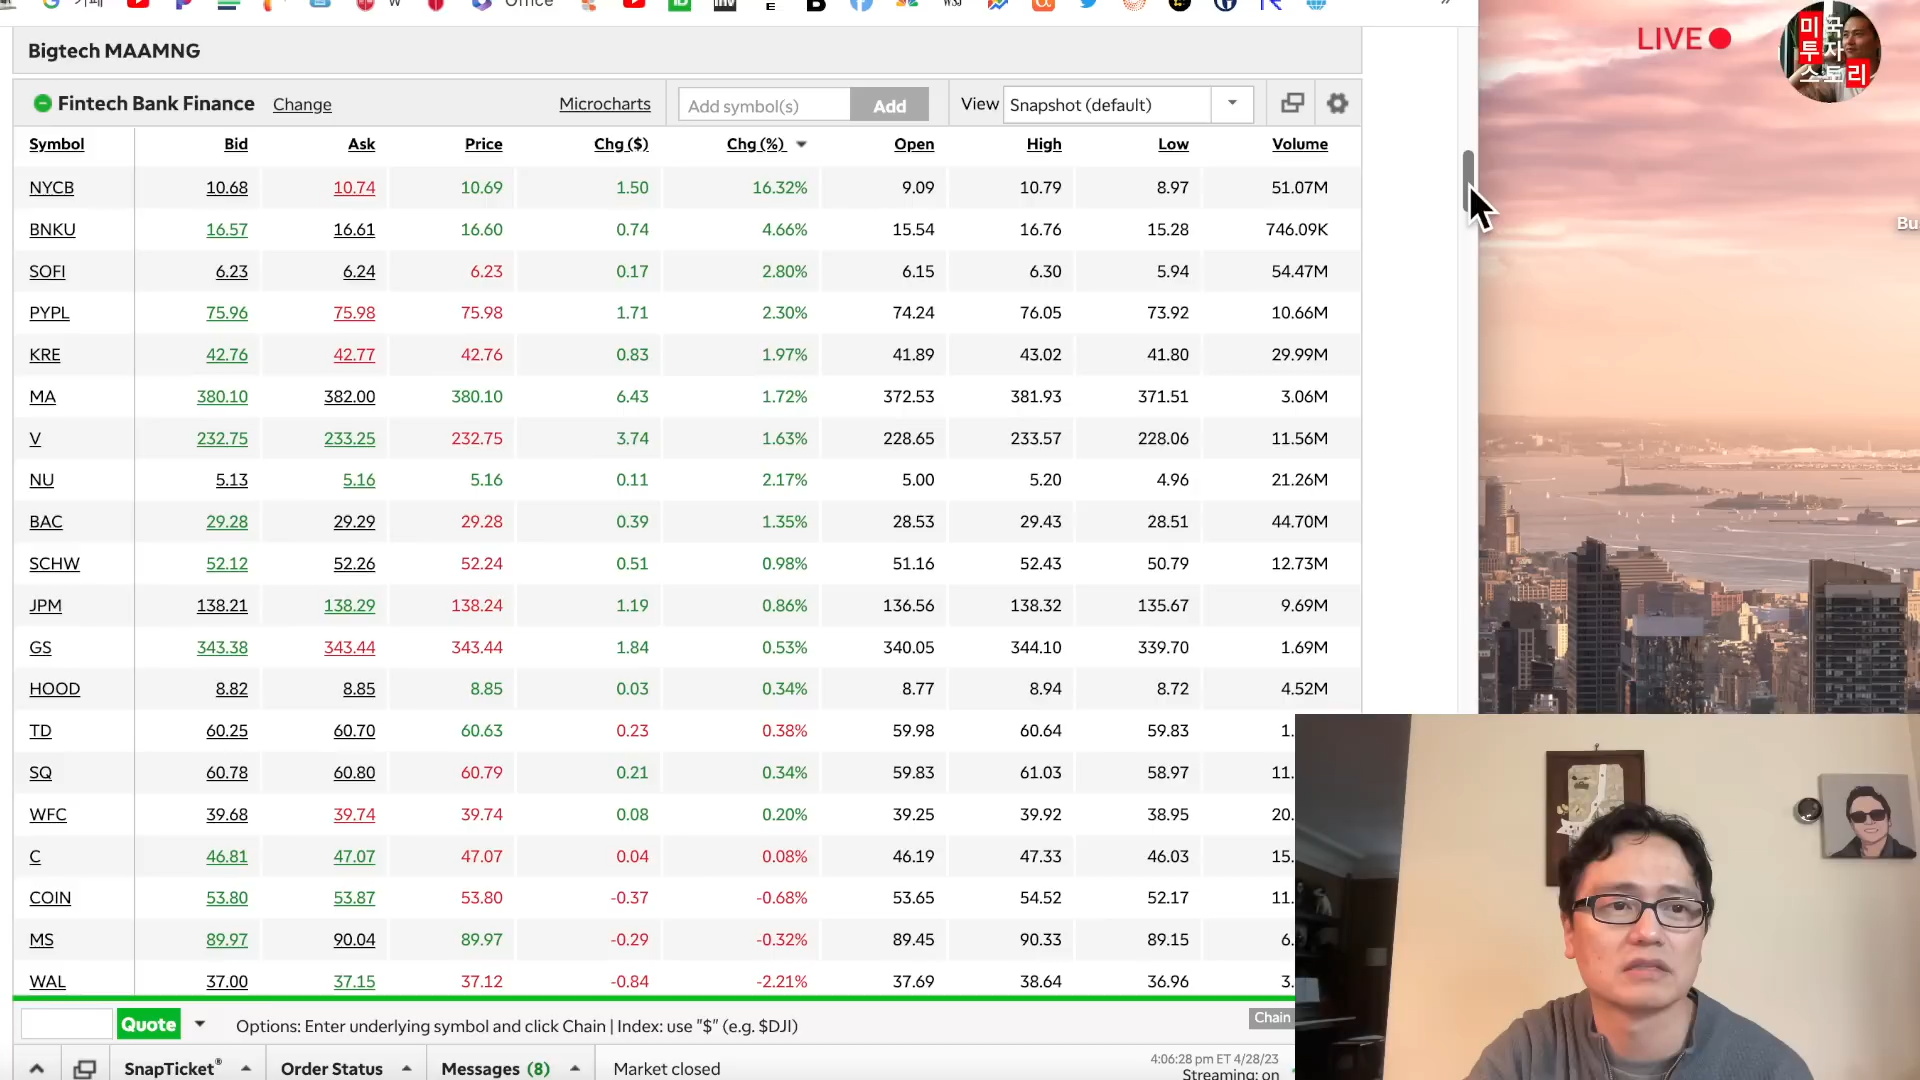 Office
LIVE
미국
투자
스토리
Bigtech MAAMNG
Fintech Bank Finance Change Microcharts Add symbol(s) Add View Snapshot (default)
Symbol Bid Ask Price Chg ($) Chg (%) Open High Low Volume
NYCB 10.68 10.74 10.69 1.50 16.32% 9.09 10.79 8.97 51.07M
BNKU 16.57 16.61 16.60 0.74 4.66% 15.54 16.76 15.28 746.09K
Bu
SOFI 6.23 6.24 6.23 0.17 2.80% 6.15 6.30 5.94 54.47M
PYPL 75.96 75.98 75.98 1.71 2.30% 74.24 76.05 73.92 10.66M
KRE 42.76 42.77 42.76 0.83 1.97% 41.89 43.02 41.80 29.99M
MA 380.10 382.00 380.10 6.43 1.72% 372.53 381.93 371.51 3.06M
V 232.75 233.25 232.75 3.74 1.63% 228.65 233.57 228.06 11.56M
NU 5.13 5.16 5.16 0.11 2.17% 5.00 5.20 4.96 21.26M
BAC 29.28 29.29 29.28 0.39 1.35% 28.53 29.43 28.51 44.70M
SCHW 52.12 52.26 52.24 0.51 0.98% 51.16 52.43 50.79 12.73M
JPM 138.21 138.29 138.24 1.19 0.86% 136.56 138.32 135.67 9.69M
GS 343.38 343.44 343.44 1.84 0.53% 340.05 344.10 339.70 1.69M
HOOD 8.82 8.85 8.85 0.03 0.34% 8.77 8.94 8.72 4.52M
TD 60.25 60.70 60.63 0.23 0.38% 59.98 60.64 59.83 1.
SQ 60.78 60.80 60.79 0.21 0.34% 59.83 61.03 58.97 11.
WFC 39.68 39.74 39.74 0.08 0.20% 39.25 39.92 38.95 20.
C 46.81 47.07 47.07 0.04 0.08% 46.19 47.33 46.03 15.
COIN 53.80 53.87 53.80 -0.37 -0.68% 53.65 54.52 52.17 11.
MS 89.97 90.04 89.97 -0.29 -0.32% 89.45 90.33 89.15 6.
WAL 37.00 37.15 37.12 -0.84 -2.21% 37.69 38.64 36.96 3.
Quote Options: Enter underlying symbol and click Chain | Index: use "$" (e.g. $DJI) Chain
SnapTicket® Order Status Messages (8) Market closed
4:06:28 pm ET 4/28/23
Streaming: on